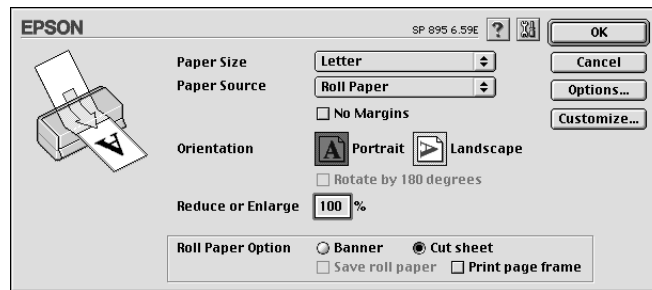 EPSON
SP 895 6.59E ? OK
Paper Size Letter Cancel
Paper Source Roll Paper Options...
No Margins Customize...
Orientation A Portrait A Landscape
Rotate by 180 degrees
Reduce or Enlarge 100 %
Roll Paper Option Banner Cut sheet
Save roll paper Print page frame
A